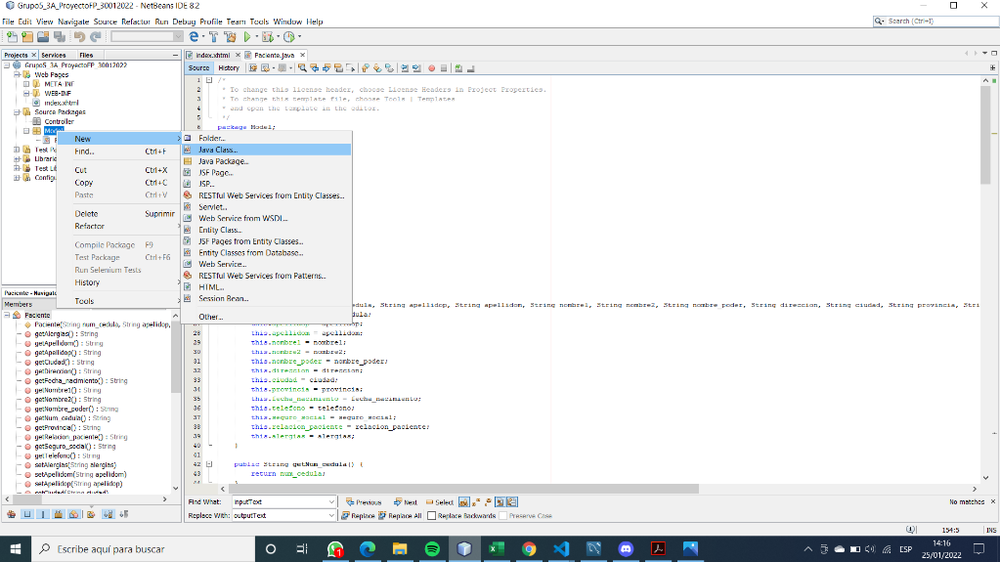 Grupo5_3A_ProyectoFP_30012022 - NetBeans IDE 8.2
File Edit View Navigate Source Refactor Run Debug Profile Team Tools Window Help
Search (Ctrl+I)
Projects Services Files
index.xhtml Paciente.java
Source History
Grupo5_3A_ProyectoFP_30012022
Web Pages
META-INF
WEB-INF
index.xhtml
Source Packages
Controller
Model
Test Pa
Librarie
Test Lib
Configu
1 /*
2 * To change this license header, choose License Headers in Project Properties.
3 * To change this template file, choose Tools | Templates
4 * and open the template in the editor.
5 */
6 package Model;
New
Find... Ctrl+F
Cut Ctrl+X
Copy Ctrl+C
Paste Ctrl+V
Delete Suprimir
Refactor
Compile Package F9
Test Package Ctrl+F6
Run Selenium Tests
History
Tools
Folder...
Java Class...
Java Package...
JSF Page...
JSP...
RESTful Web Services from Entity Classes...
Servlet...
Web Service from WSDL...
Entity Class...
JSF Pages from Entity Classes...
Entity Classes from Database...
Web Service...
RESTful Web Services from Patterns...
HTML...
Session Bean...
Other...
Paciente - Navigato
Members
Paciente
Paciente(String num_cedula, String apellidop,
getAlergias() : String
getApellidom() : String
getApellidop() : String
getCiudad() : String
getDireccion() : String
getFecha_nacimiento() : String
getNombre1() : String
getNombre2() : String
getNombre_poder() : String
getNum_cedula() : String
getProvincia() : String
getRelacion_paciente() : String
getSeguro_social() : String
getTelefono() : String
setAlergias(String alergias)
setApellidom(String apellidom)
setApellidop(String apellidop)
setCiudad(String ciudad)
edula, String apellidop, String apellidom, String nombre1, String nombre2, String nombre_poder, String direccion, String ciudad, String provincia, Stri
dula;
this.apellidop = apellidop;
28 this.apellidom = apellidom;
29 this.nombre1 = nombre1;
30 this.nombre2 = nombre2;
31 this.nombre_poder = nombre_poder;
32 this.direccion = direccion;
33 this.ciudad = ciudad;
34 this.provincia = provincia;
35 this.fecha_nacimiento = fecha_nacimiento;
36 this.telefono = telefono;
37 this.seguro_social = seguro_social;
38 this.relacion_paciente = relacion_paciente;
39 this.alergias = alergias;
40 }
41
42 public String getNum_cedula() {
43 return num_cedula;
44 }
Find What: inputText Previous Next Select No matches
Replace With: outputText Replace Replace All Replace Backwards Preserve Case
154:5 INS
Escribe aquí para buscar
1
ESP
14:16
25/01/2022